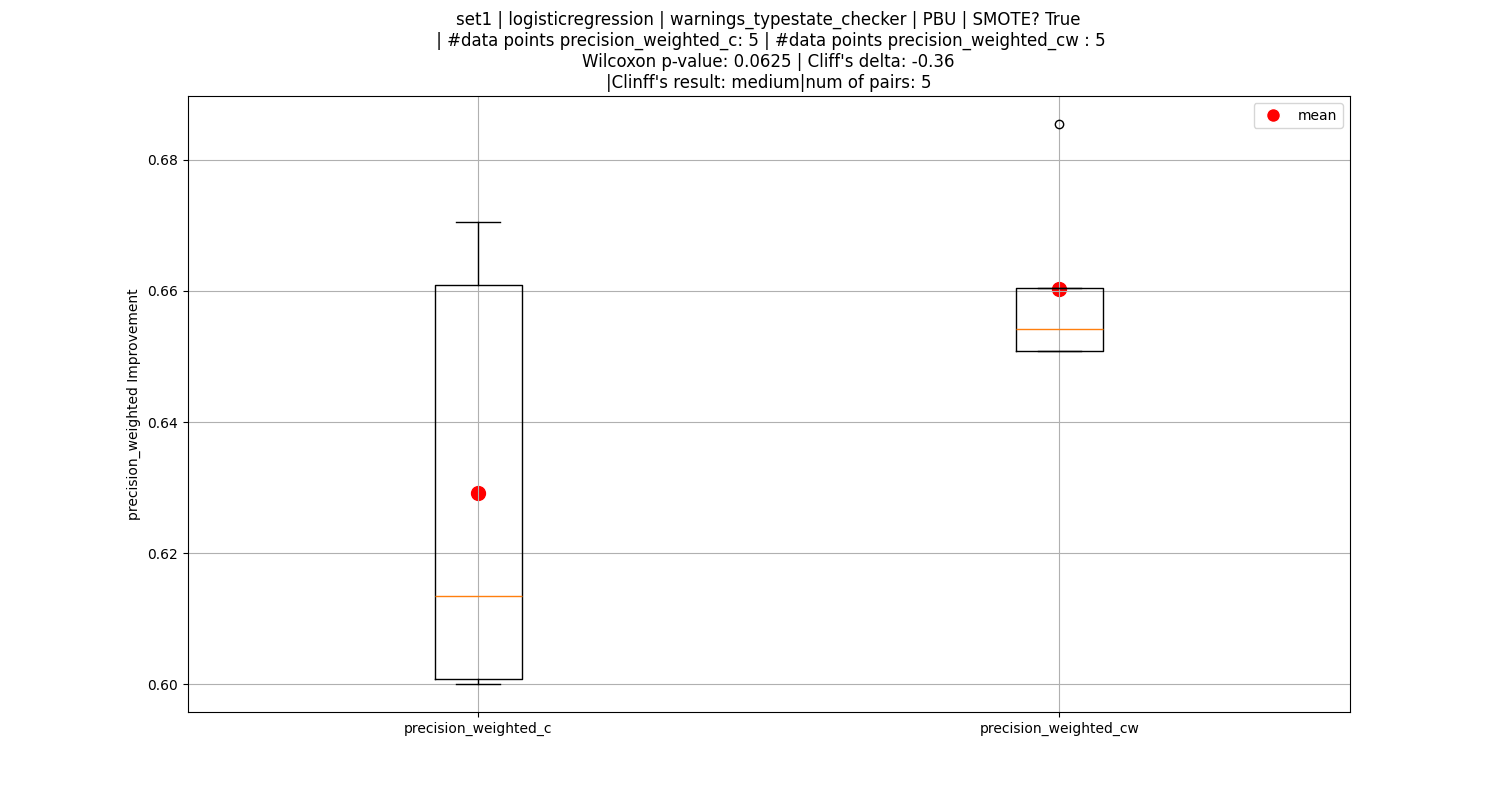 set1 | logisticregression | warnings_typestate_checker | PBU | SMOTE? True
| #data points precision_weighted_c: 5 | #data points precision_weighted_cw : 5
Wilcoxon p-value: 0.0625 | Cliff's delta: -0.36
|Clinff's result: medium|num of pairs: 5
mean
0.68
0.66
0.64
0.62
0.60
precision_weighted Improvement
precision_weighted_c
precision_weighted_cw